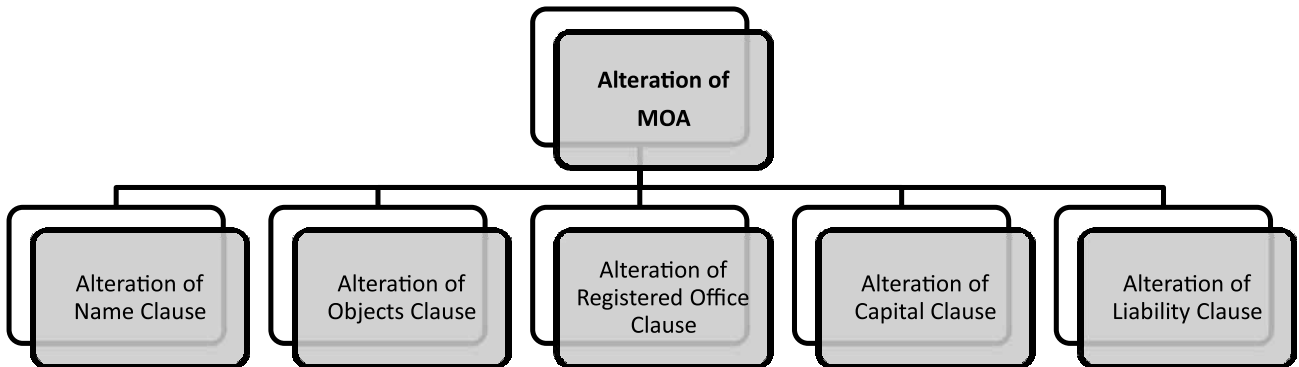 Alteration of
MOA
Alteration of
Name Clause
Alteration of
Objects Clause
Alteration of
Registered Office
Clause
Alteration of
Capital Clause
Alteration of
Liability Clause